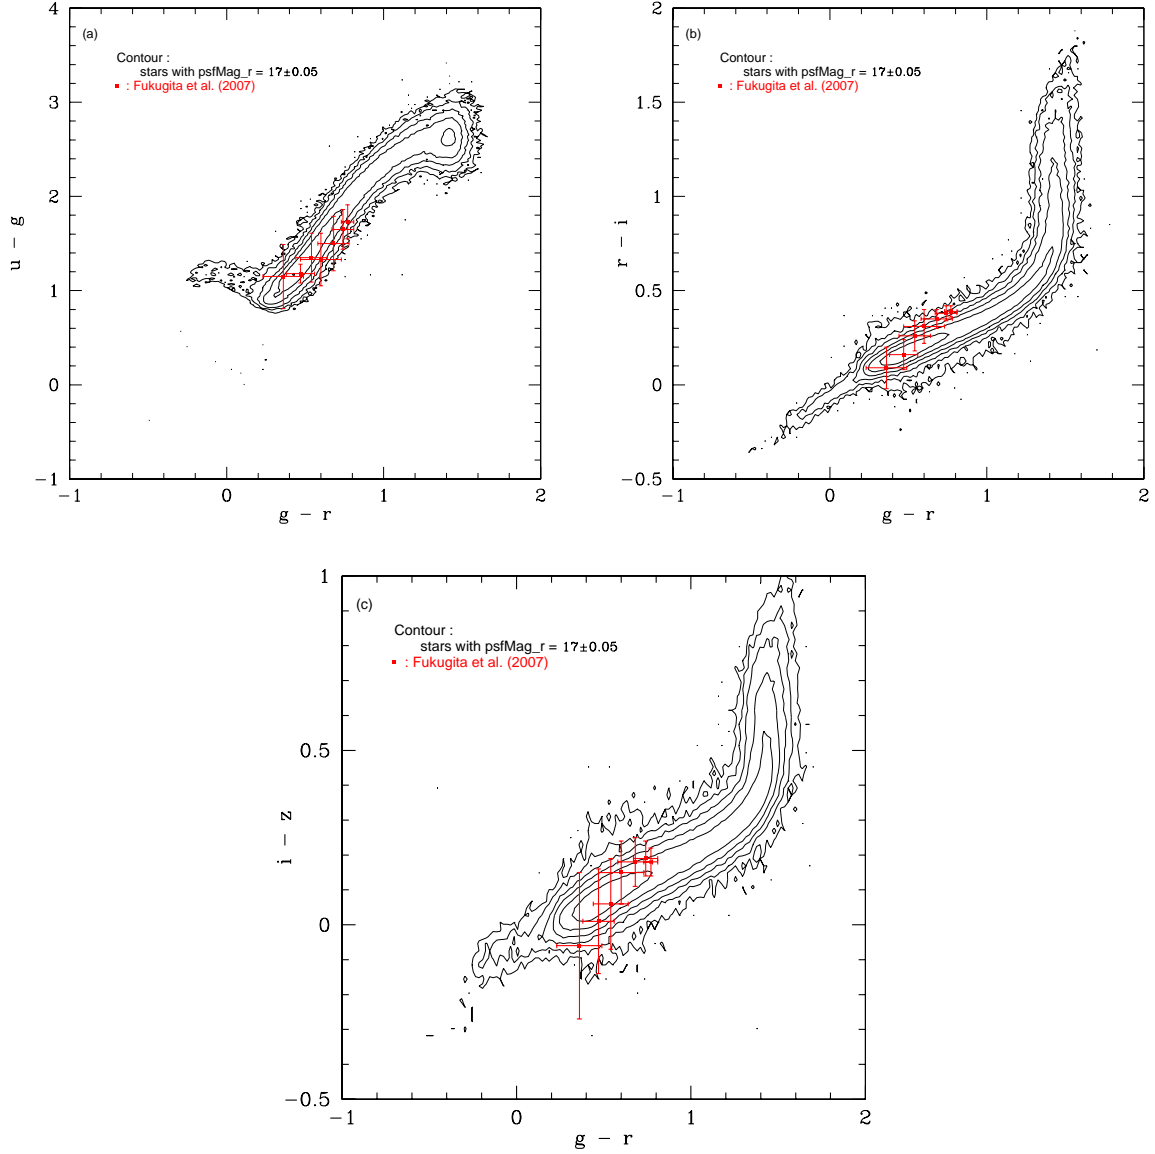 (a)
Contour :
stars with psfMag_r = 17±0.05
: Fukugita et al. (2007)
4
3
2
1
0
−1
u − g
−1 0 1 2
g − r
(b)
Contour :
stars with psfMag_r = 17±0.05
: Fukugita et al. (2007)
2
1.5
1
0.5
0
−0.5
r − i
−1 0 1 2
g − r
(c)
Contour :
stars with psfMag_r = 17±0.05
: Fukugita et al. (2007)
1
0.5
0
−0.5
i − z
−1 0 1 2
g − r